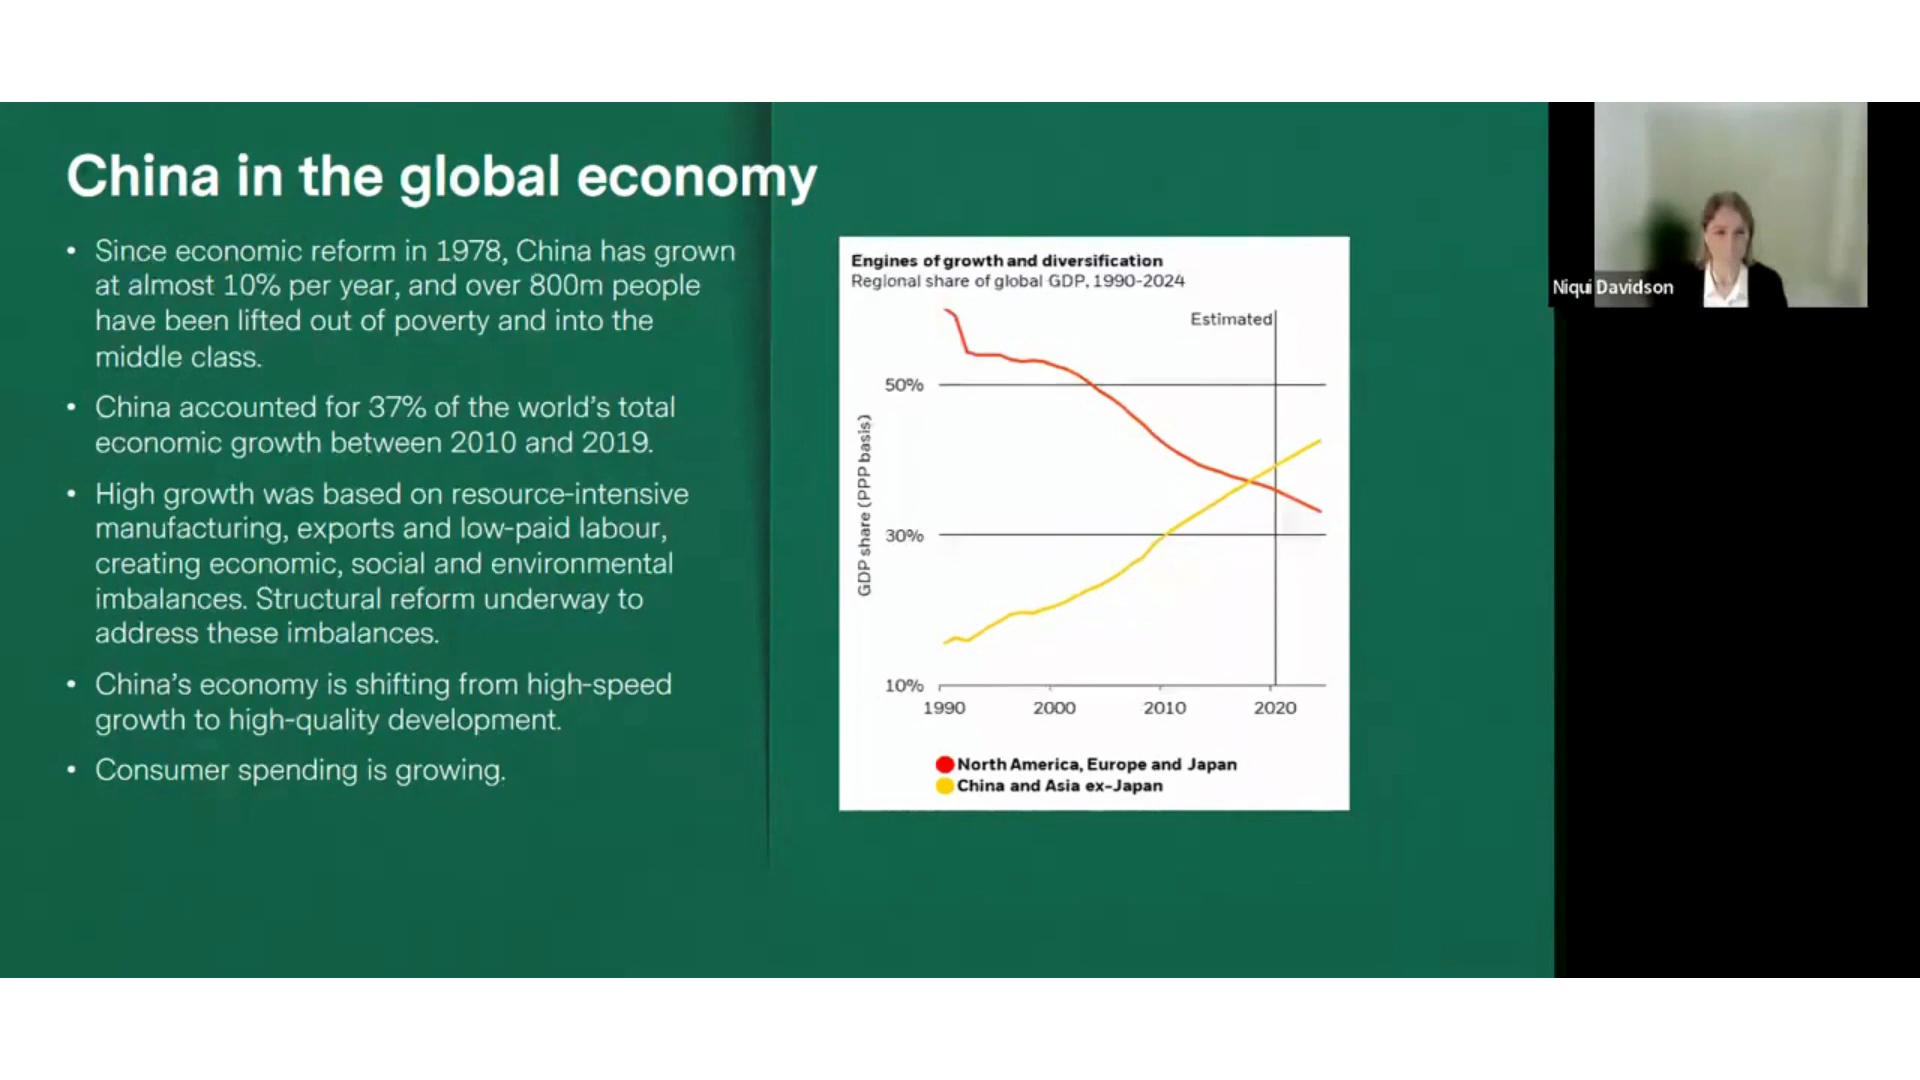 China in the global economy
• Since economic reform in 1978, China has grown
at almost 10% per year, and over 800m people
have been lifted out of poverty and into the
middle class.
• China accounted for 37% of the world's total
economic growth between 2010 and 2019.
• High growth was based on resource-intensive
manufacturing, exports and low-paid labour,
creating economic, social and environmental
imbalances. Structural reform underway to
address these imbalances.
• China's economy is shifting from high-speed
growth to high-quality development.
• Consumer spending is growing.
Engines of growth and diversification
Regional share of global GDP, 1990-2024
Estimated
50%
30%
10%
GDP share (PPP basis)
1990 2000 2010 2020
North America, Europe and Japan
China and Asia ex-Japan
Niqui Davidson